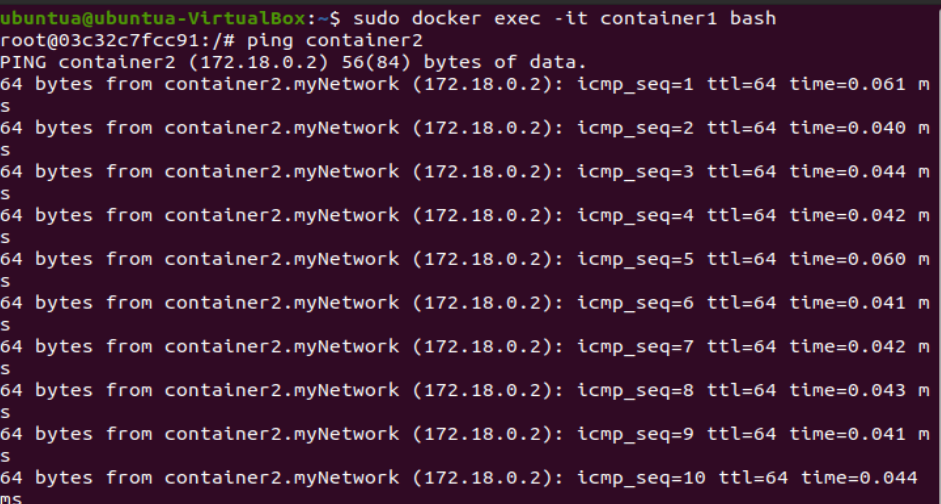 ubuntua@ubuntua-VirtualBox:~$ sudo docker exec -it container1 bash
root@03c32c7fcc91:/# ping container2
PING container2 (172.18.0.2) 56(84) bytes of data.
64 bytes from container2.myNetwork (172.18.0.2): icmp_seq=1 ttl=64 time=0.061 m
s
64 bytes from container2.myNetwork (172.18.0.2): icmp_seq=2 ttl=64 time=0.040 m
s
64 bytes from container2.myNetwork (172.18.0.2): icmp_seq=3 ttl=64 time=0.044 m
s
64 bytes from container2.myNetwork (172.18.0.2): icmp_seq=4 ttl=64 time=0.042 m
s
64 bytes from container2.myNetwork (172.18.0.2): icmp_seq=5 ttl=64 time=0.060 m
s
64 bytes from container2.myNetwork (172.18.0.2): icmp_seq=6 ttl=64 time=0.041 m
s
64 bytes from container2.myNetwork (172.18.0.2): icmp_seq=7 ttl=64 time=0.042 m
s
64 bytes from container2.myNetwork (172.18.0.2): icmp_seq=8 ttl=64 time=0.043 m
s
64 bytes from container2.myNetwork (172.18.0.2): icmp_seq=9 ttl=64 time=0.041 m
s
64 bytes from container2.myNetwork (172.18.0.2): icmp_seq=10 ttl=64 time=0.044
ms